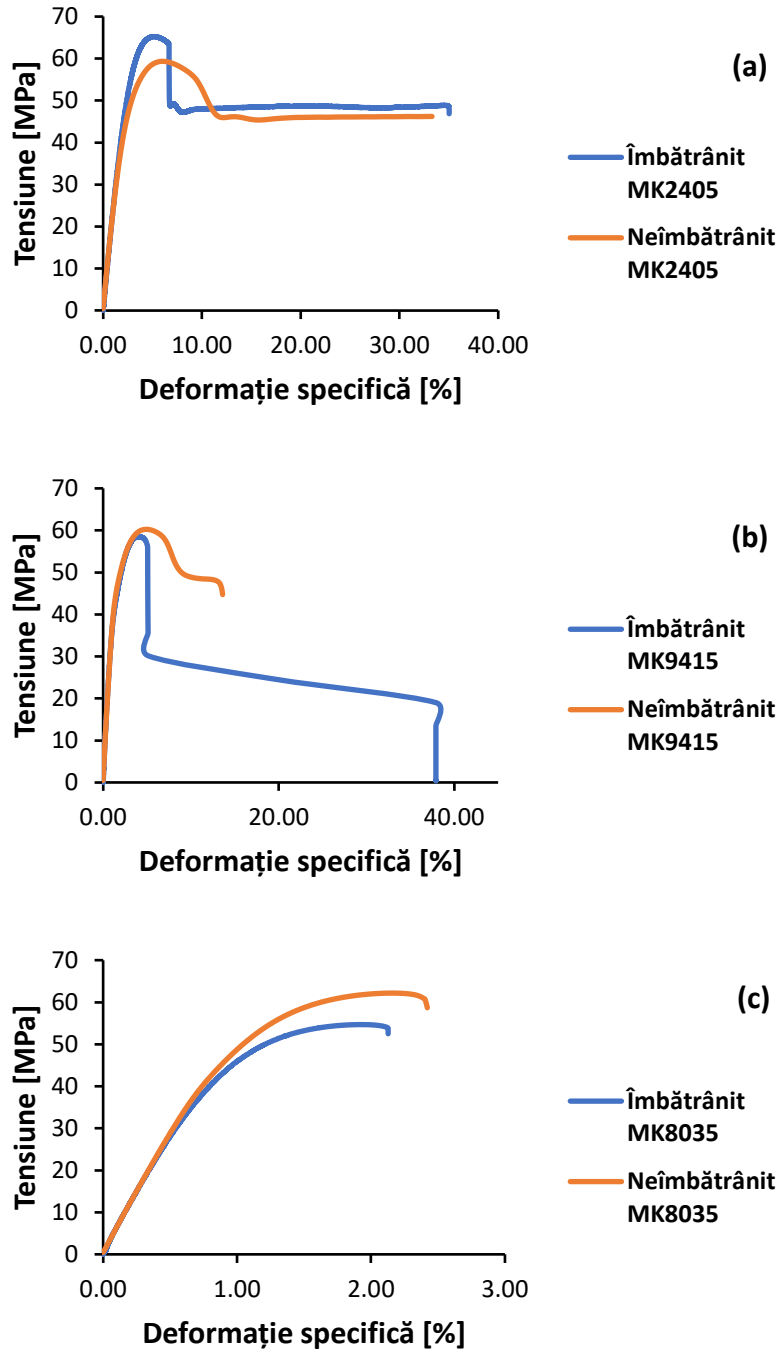 70
60
50
40
30
20
10
0
Tensiune [MPa]
0.00 10.00 20.00 30.00 40.00
Deformație specifică [%]
(a)
Îmbătrânit
MK2405
Neîmbătrânit
MK2405
70
60
50
40
30
20
10
0
Tensiune [MPa]
0.00 20.00 40.00
Deformație specifică [%]
(b)
Îmbătrânit
MK9415
Neîmbătrânit
MK9415
70
60
50
40
30
20
10
0
Tensiune [MPa]
0.00 1.00 2.00 3.00
Deformație specifică [%]
(c)
Îmbătrânit
MK8035
Neîmbătrânit
MK8035